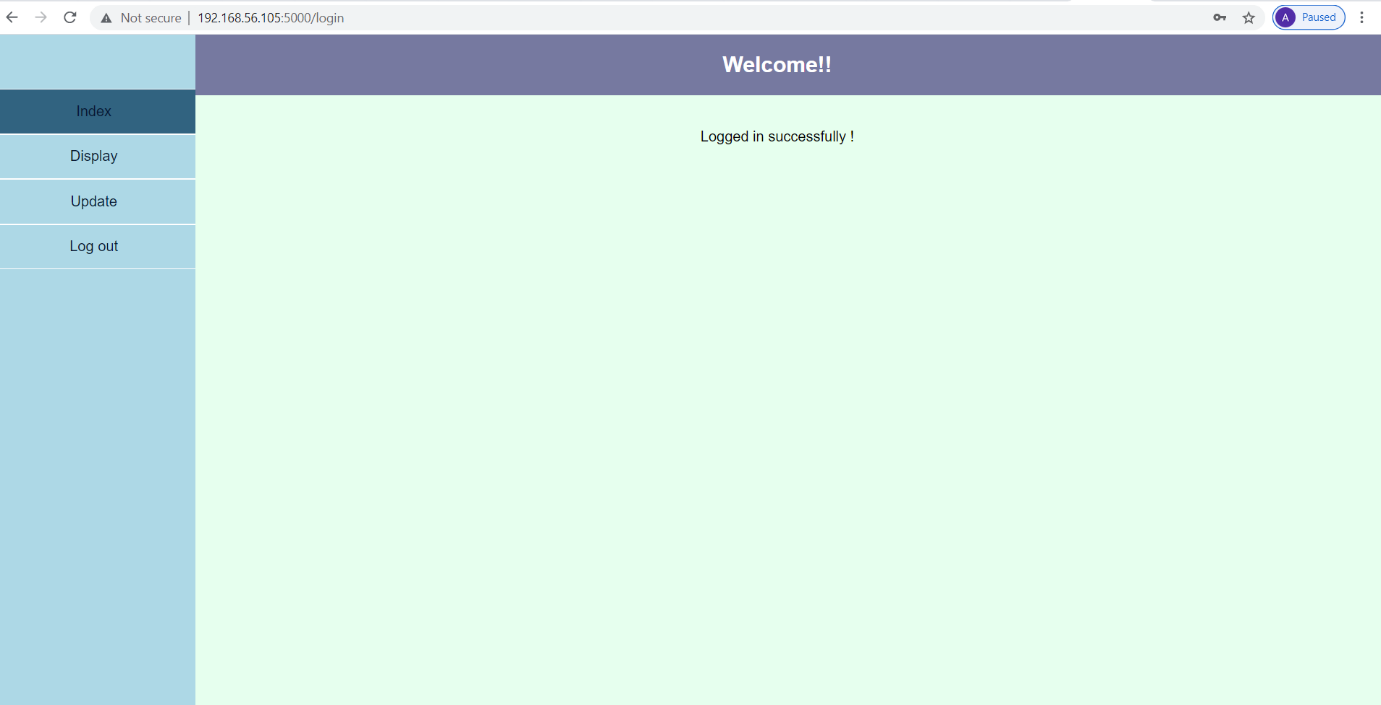 Not secure | 192.168.56.105:5000/login
A Paused
Welcome!!
Index
Display
Update
Log out
Logged in successfully !